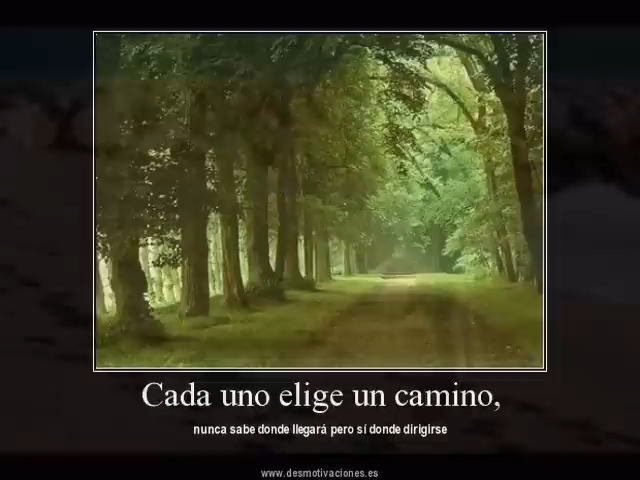 Cada uno elige un camino,
nunca sabe donde llegará pero sí donde dirigirse
www.desmotivaciones.es